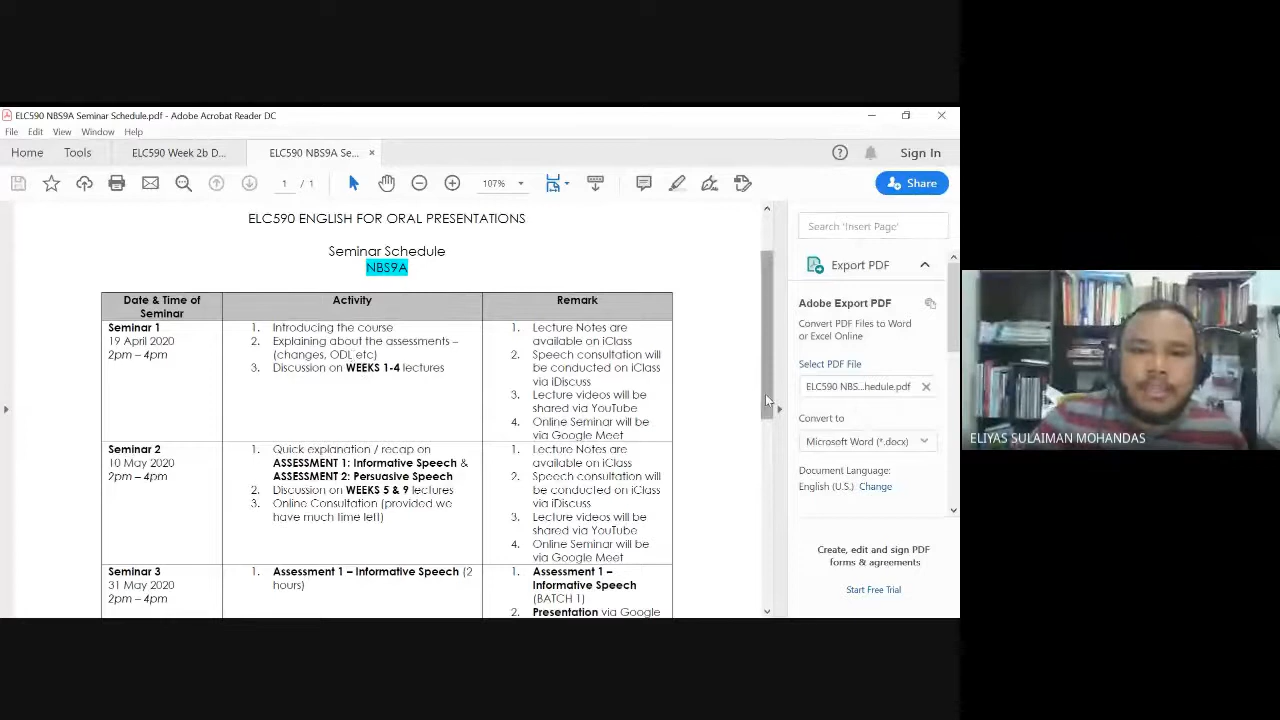 ELC590 NBS9A Seminar Schedule.pdf - Adobe Acrobat Reader DC
File Edit View Window Help
Home Tools ELC590 Week 2b D... ELC590 NBS9A Se... × Sign In
1 / 1 107% Share
ELC590 ENGLISH FOR ORAL PRESENTATIONS
Seminar Schedule
NBS9A
Date & Time of Seminar
Activity
Remark
Seminar 1
19 April 2020
2pm – 4pm
1. Introducing the course
2. Explaining about the assessments –
(changes, ODL etc)
3. Discussion on WEEKS 1-4 lectures
1. Lecture Notes are
available on iClass
2. Speech consultation will
be conducted on iClass
via iDiscuss
3. Lecture videos will be
shared via YouTube
4. Online Seminar will be
via Google Meet
Seminar 2
10 May 2020
2pm – 4pm
1. Quick explanation / recap on
ASSESSMENT 1: Informative Speech &
ASSESSMENT 2: Persuasive Speech
2. Discussion on WEEKS 5 & 9 lectures
3. Online Consultation (provided we
have much time left)
1. Lecture Notes are
available on iClass
2. Speech consultation will
be conducted on iClass
via iDiscuss
3. Lecture videos will be
shared via YouTube
4. Online Seminar will be
via Google Meet
Seminar 3
31 May 2020
2pm – 4pm
1. Assessment 1 – Informative Speech (2
hours)
1. Assessment 1 –
Informative Speech
(BATCH 1)
2. Presentation via Google
Search 'Insert Page'
Export PDF
Adobe Export PDF
Convert PDF Files to Word
or Excel Online
Select PDF File
ELC590 NBS...hedule.pdf
Convert to
Microsoft Word (*.docx)
Document Language:
English (U.S.) Change
Create, edit and sign PDF
forms & agreements
Start Free Trial
ELIYAS SULAIMAN MOHANDAS